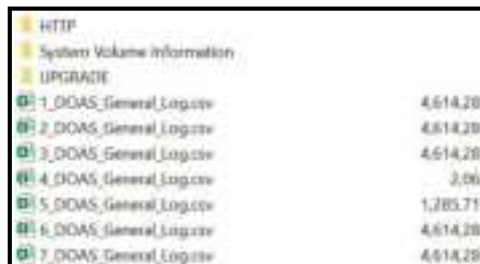 HTTP
System Volume Information
UPGRADE
1_DOAS_General_Log.csv 4,614,28
2_DOAS_General_Log.csv 4,614,28
3_DOAS_General_Log.csv 4,614,28
4_DOAS_General_Log.csv 2,06
5_DOAS_General_Log.csv 1,285,71
6_DOAS_General_Log.csv 4,614,28
7_DOAS_General_Log.csv 4,614,28